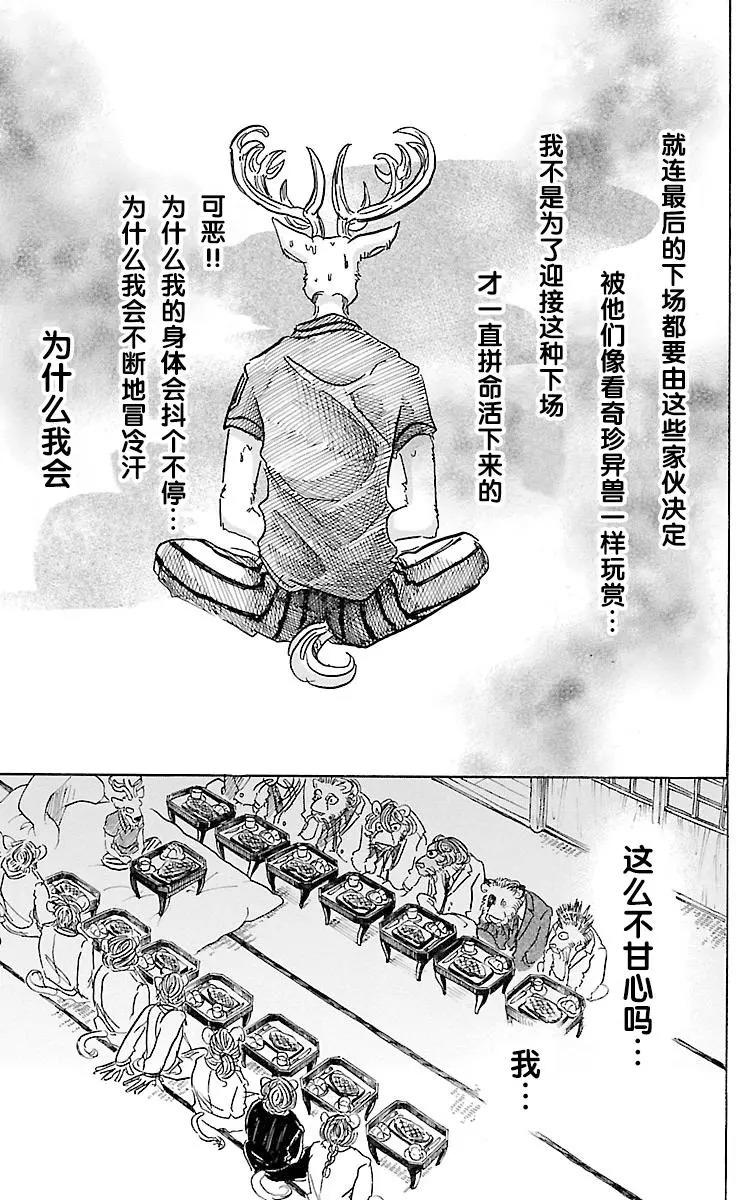 就连最后的下场都要由这些家伙决定
被他们像看奇珍异兽一样玩赏…
我不是为了迎接这种下场
才一直拼命活下来的
可恶!!
为什么我的身体会抖个不停…
为什么我会不断地冒冷汗
为什么我会
这么不甘心吗…
我…